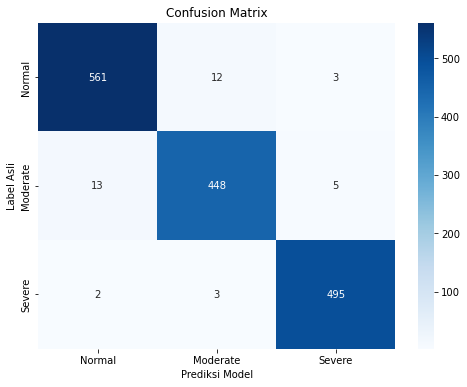 Confusion Matrix
Label Asli
Normal
561 12 3
Moderate
13 448 5
Severe
2 3 495
Normal Moderate Severe
Prediksi Model
500
400
300
200
100